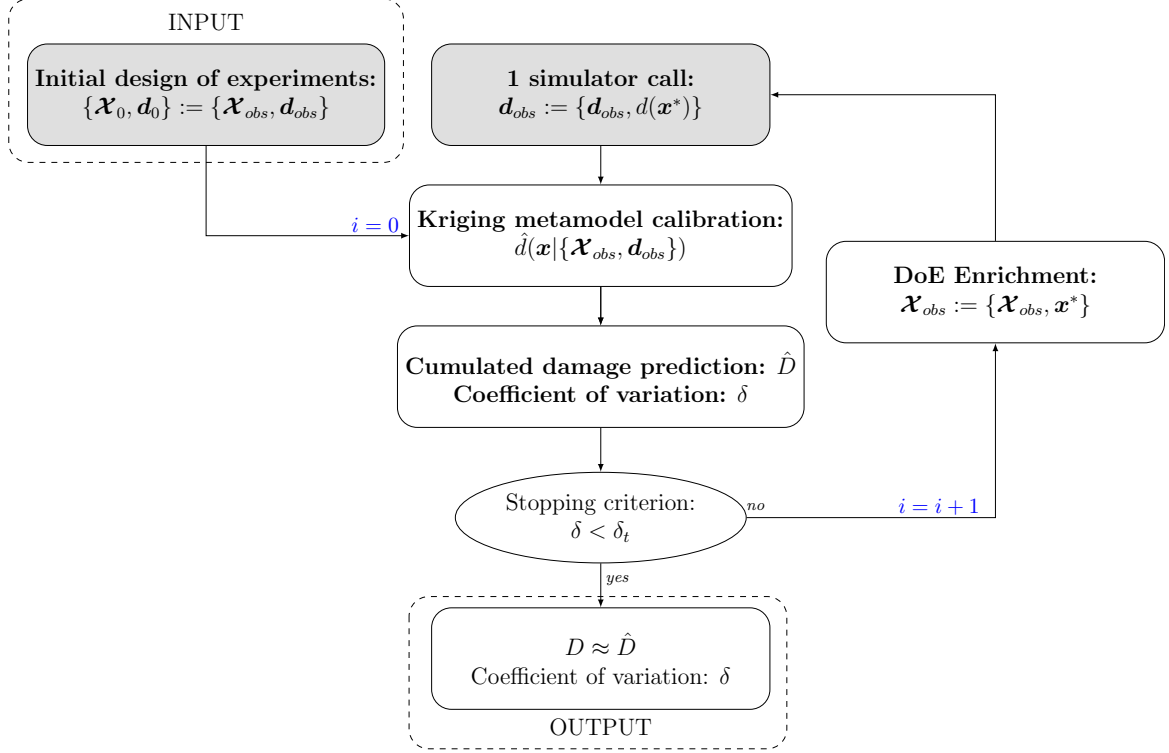 INPUT
Initial design of experiments:
{𝓧₀, 𝒅₀} := {𝓧_obs, 𝒅_obs}
1 simulator call:
𝒅_obs := {𝒅_obs, d(𝒙*)}
i = 0
Kriging metamodel calibration:
d̂(𝒙|{𝓧_obs, 𝒅_obs})
DoE Enrichment:
𝓧_obs := {𝓧_obs, 𝒙*}
Cumulated damage prediction: D̂
Coefficient of variation: δ
Stopping criterion:
δ < δ_t
no
i = i + 1
yes
D ≈ D̂
Coefficient of variation: δ
OUTPUT